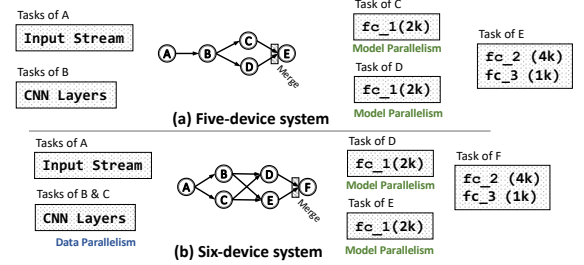 Tasks of A
Input Stream
Tasks of B
CNN Layers
A
B
C
D
E
Merge
Task of C
fc_1(2k)
Model Parallelism
Task of D
fc_1(2k)
Model Parallelism
Task of E
fc_2 (4k)
fc_3 (1k)
(a) Five-device system
Tasks of A
Input Stream
Tasks of B & C
CNN Layers
Data Parallelism
A
B
C
D
E
F
Merge
Task of D
fc_1(2k)
Model Parallelism
Task of E
fc_1(2k)
Model Parallelism
Task of F
fc_2 (4k)
fc_3 (1k)
(b) Six-device system